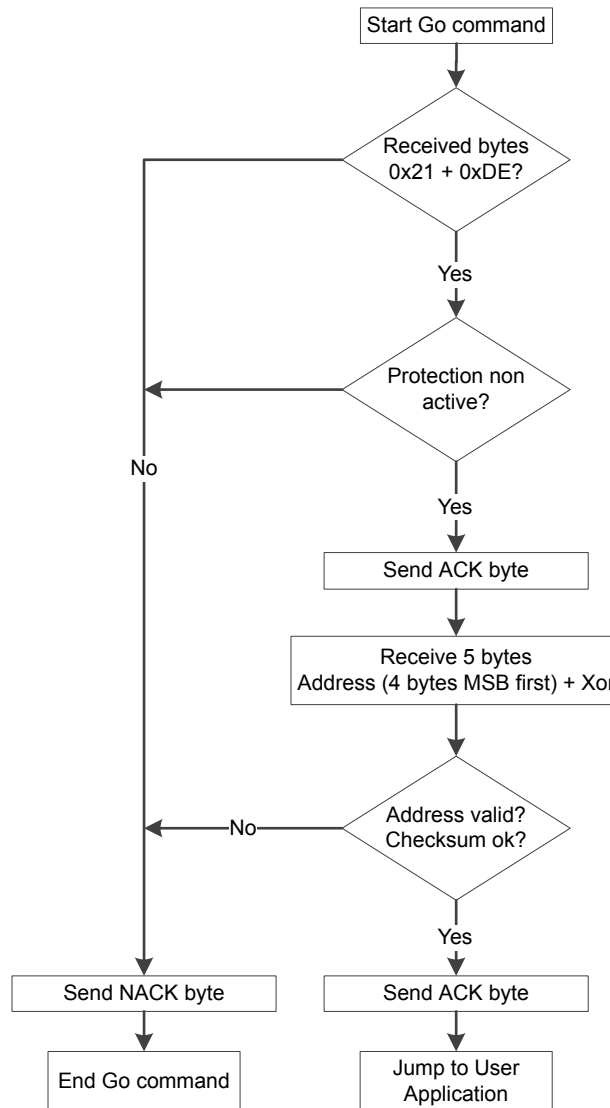 Start Go command
Received bytes
0x21 + 0xDE?
Yes
Protection non
active?
No
Yes
Send ACK byte
Receive 5 bytes
Address (4 bytes MSB first) + Xor
Address valid?
Checksum ok?
No
Yes
Send NACK byte
Send ACK byte
End Go command
Jump to User
Application